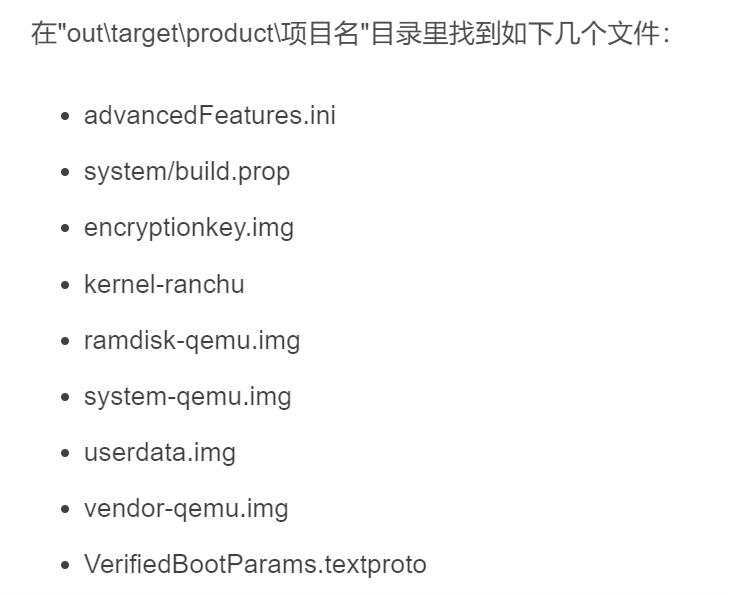 在"out\target\product\项目名"目录里找到如下几个文件：
• advancedFeatures.ini
• system/build.prop
• encryptionkey.img
• kernel-ranchu
• ramdisk-qemu.img
• system-qemu.img
• userdata.img
• vendor-qemu.img
• VerifiedBootParams.textproto